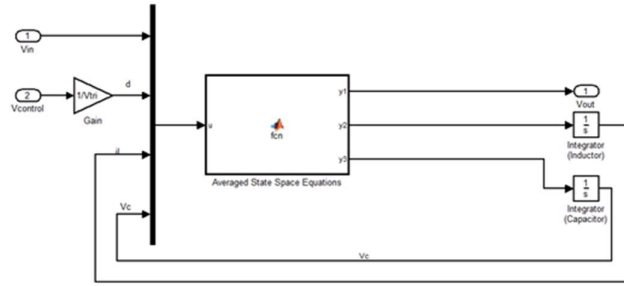 1
Vin
2
Vcontrol
1/Vtri
Gain
d
iL
Vc
u
fcn
y1
y2
y3
Averaged State Space Equations
1
Vout
1
s
Integrator
(Inductor)
1
s
Integrator
(Capacitor)
Vc